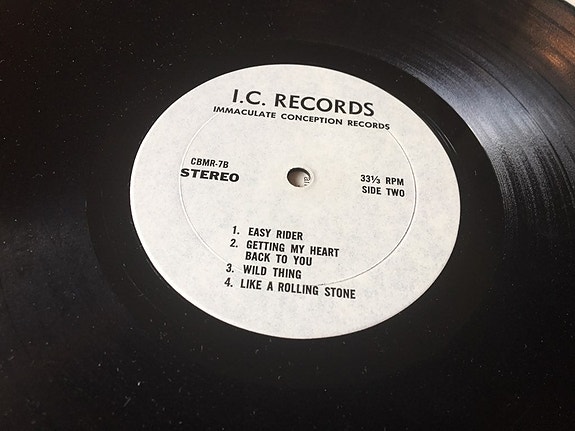 I.C. RECORDS
IMMACULATE CONCEPTION RECORDS
CBMR-7B
STEREO
33⅓ RPM
SIDE TWO
1. EASY RIDER
2. GETTING MY HEART
BACK TO YOU
3. WILD THING
4. LIKE A ROLLING STONE